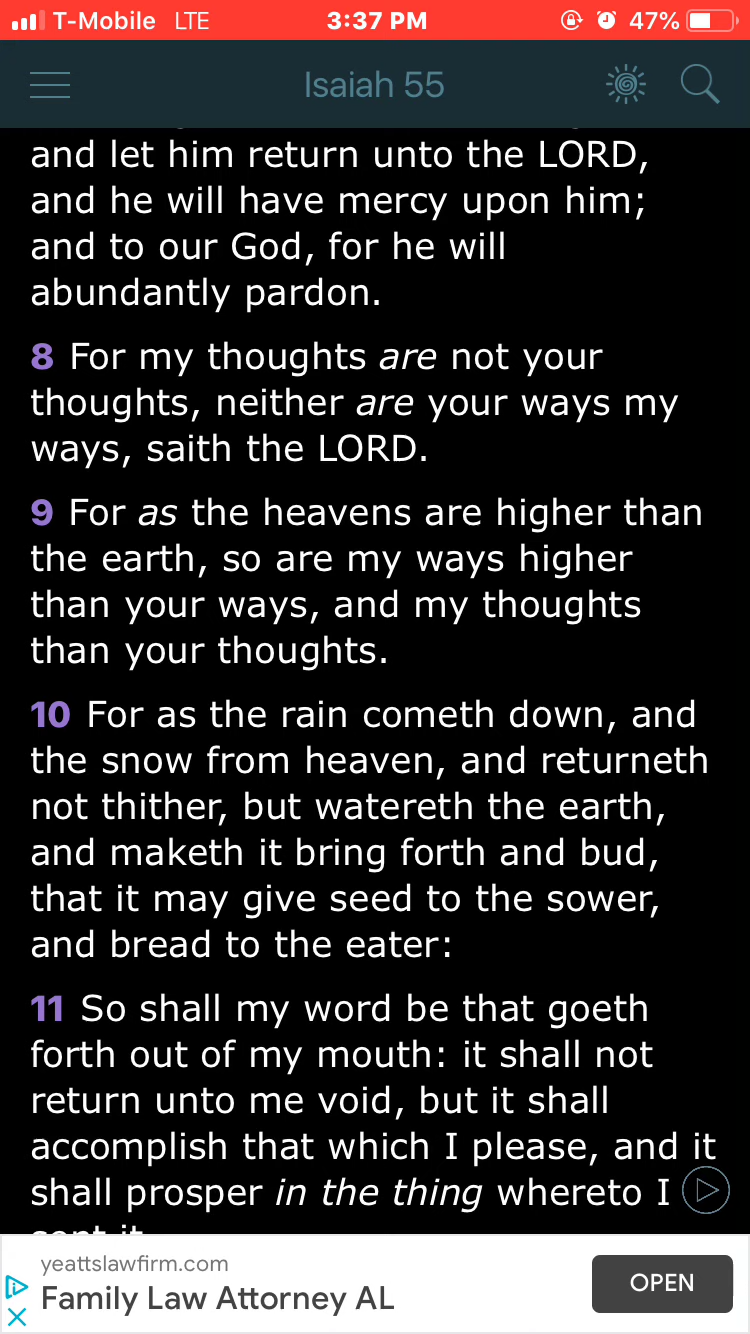 T-Mobile LTE 3:37 PM 47%
Isaiah 55
and let him return unto the LORD,
and he will have mercy upon him;
and to our God, for he will
abundantly pardon.
8 For my thoughts are not your
thoughts, neither are your ways my
ways, saith the LORD.
9 For as the heavens are higher than
the earth, so are my ways higher
than your ways, and my thoughts
than your thoughts.
10 For as the rain cometh down, and
the snow from heaven, and returneth
not thither, but watereth the earth,
and maketh it bring forth and bud,
that it may give seed to the sower,
and bread to the eater:
11 So shall my word be that goeth
forth out of my mouth: it shall not
return unto me void, but it shall
accomplish that which I please, and it
shall prosper in the thing whereto I
yeattslawfirm.com
Family Law Attorney AL
OPEN